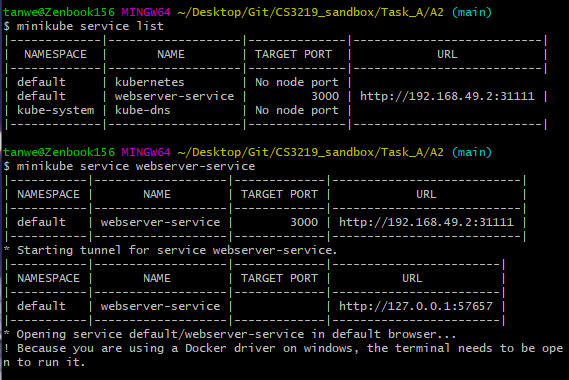 tanwe@Zenbook156 MINGW64 ~/Desktop/Git/CS3219_sandbox/Task_A/A2 (main)
$ minikube service list
|-------------|--------------------|--------------|---------------------------|
| NAMESPACE | NAME | TARGET PORT | URL |
|-------------|--------------------|--------------|---------------------------|
| default | kubernetes | No node port |
| default | webserver-service | 3000 | http://192.168.49.2:31111 |
| kube-system | kube-dns | No node port |
|-------------|--------------------|--------------|---------------------------|
tanwe@Zenbook156 MINGW64 ~/Desktop/Git/CS3219_sandbox/Task_A/A2 (main)
$ minikube service webserver-service
|-----------|-------------------|-------------|---------------------------|
| NAMESPACE | NAME | TARGET PORT | URL |
|-----------|-------------------|-------------|---------------------------|
| default | webserver-service | 3000 | http://192.168.49.2:31111 |
|-----------|-------------------|-------------|---------------------------|
* Starting tunnel for service webserver-service.
|-----------|-------------------|-------------|------------------------|
| NAMESPACE | NAME | TARGET PORT | URL |
|-----------|-------------------|-------------|------------------------|
| default | webserver-service | | http://127.0.0.1:57657 |
|-----------|-------------------|-------------|------------------------|
* Opening service default/webserver-service in default browser...
! Because you are using a Docker driver on windows, the terminal needs to be ope
n to run it.